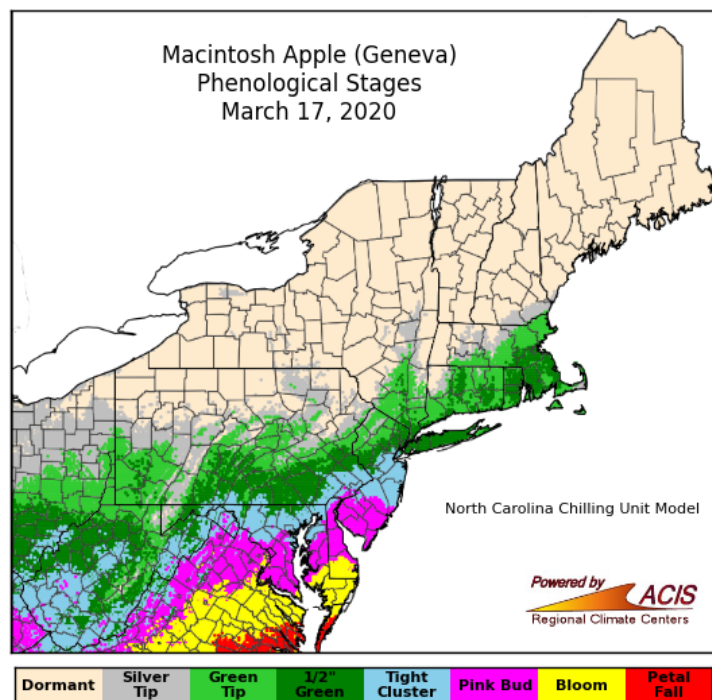 Macintosh Apple (Geneva)
Phenological Stages
March 17, 2020
North Carolina Chilling Unit Model
Powered by
ACIS
Regional Climate Centers
Dormant
Silver
Tip
Green
Tip
1/2"
Green
Tight
Cluster
Pink Bud
Bloom
Petal
Fall